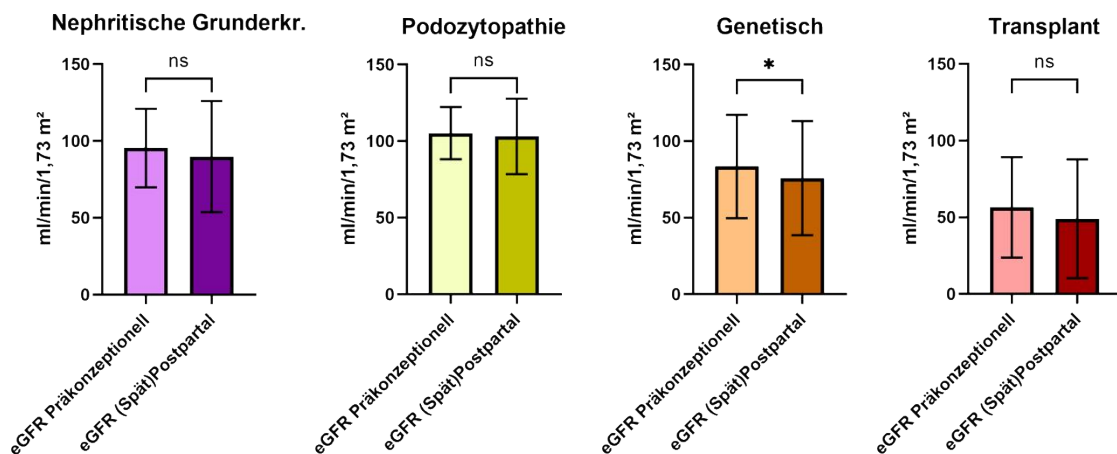 Nephritische Grunderkr.
ns
ml/min/1,73 m²
150
100
50
0
eGFR Präkonzeptionell
eGFR (Spät)Postpartal
Podozytopathie
ns
ml/min/1,73 m²
150
100
50
0
eGFR Präkonzeptionell
eGFR (Spät)Postpartal
Genetisch
*
ml/min/1,73 m²
150
100
50
0
eGFR Präkonzeptionell
eGFR (Spät)Postpartal
Transplant
ns
ml/min/1,73 m²
150
100
50
0
eGFR Präkonzeptionell
eGFR (Spät)Postpartal